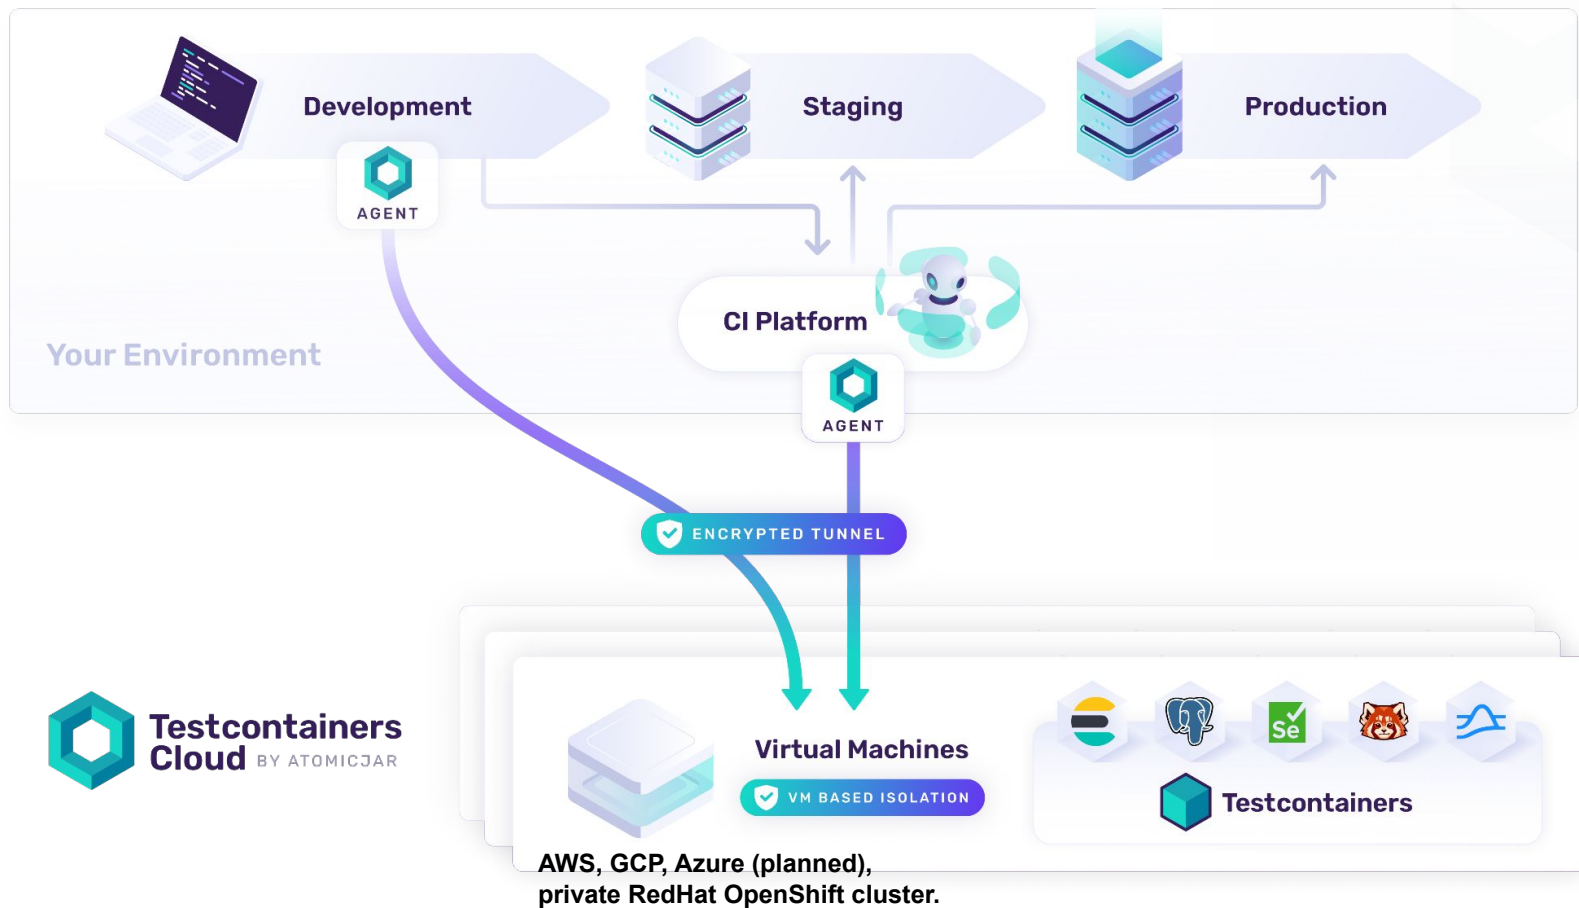 Development
Staging
Production
AGENT
CI Platform
Your Environment
AGENT
ENCRYPTED TUNNEL
Testcontainers
Cloud BY ATOMICJAR
Virtual Machines
VM BASED ISOLATION
Se
Testcontainers
AWS, GCP, Azure (planned),
private RedHat OpenShift cluster.